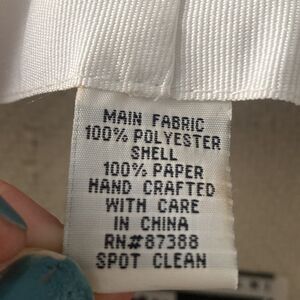 MAIN FABRIC
100% POLYESTER
SHELL
100% PAPER
HAND CRAFTED
WITH CARE
IN CHINA
RN#87388
SPOT CLEAN